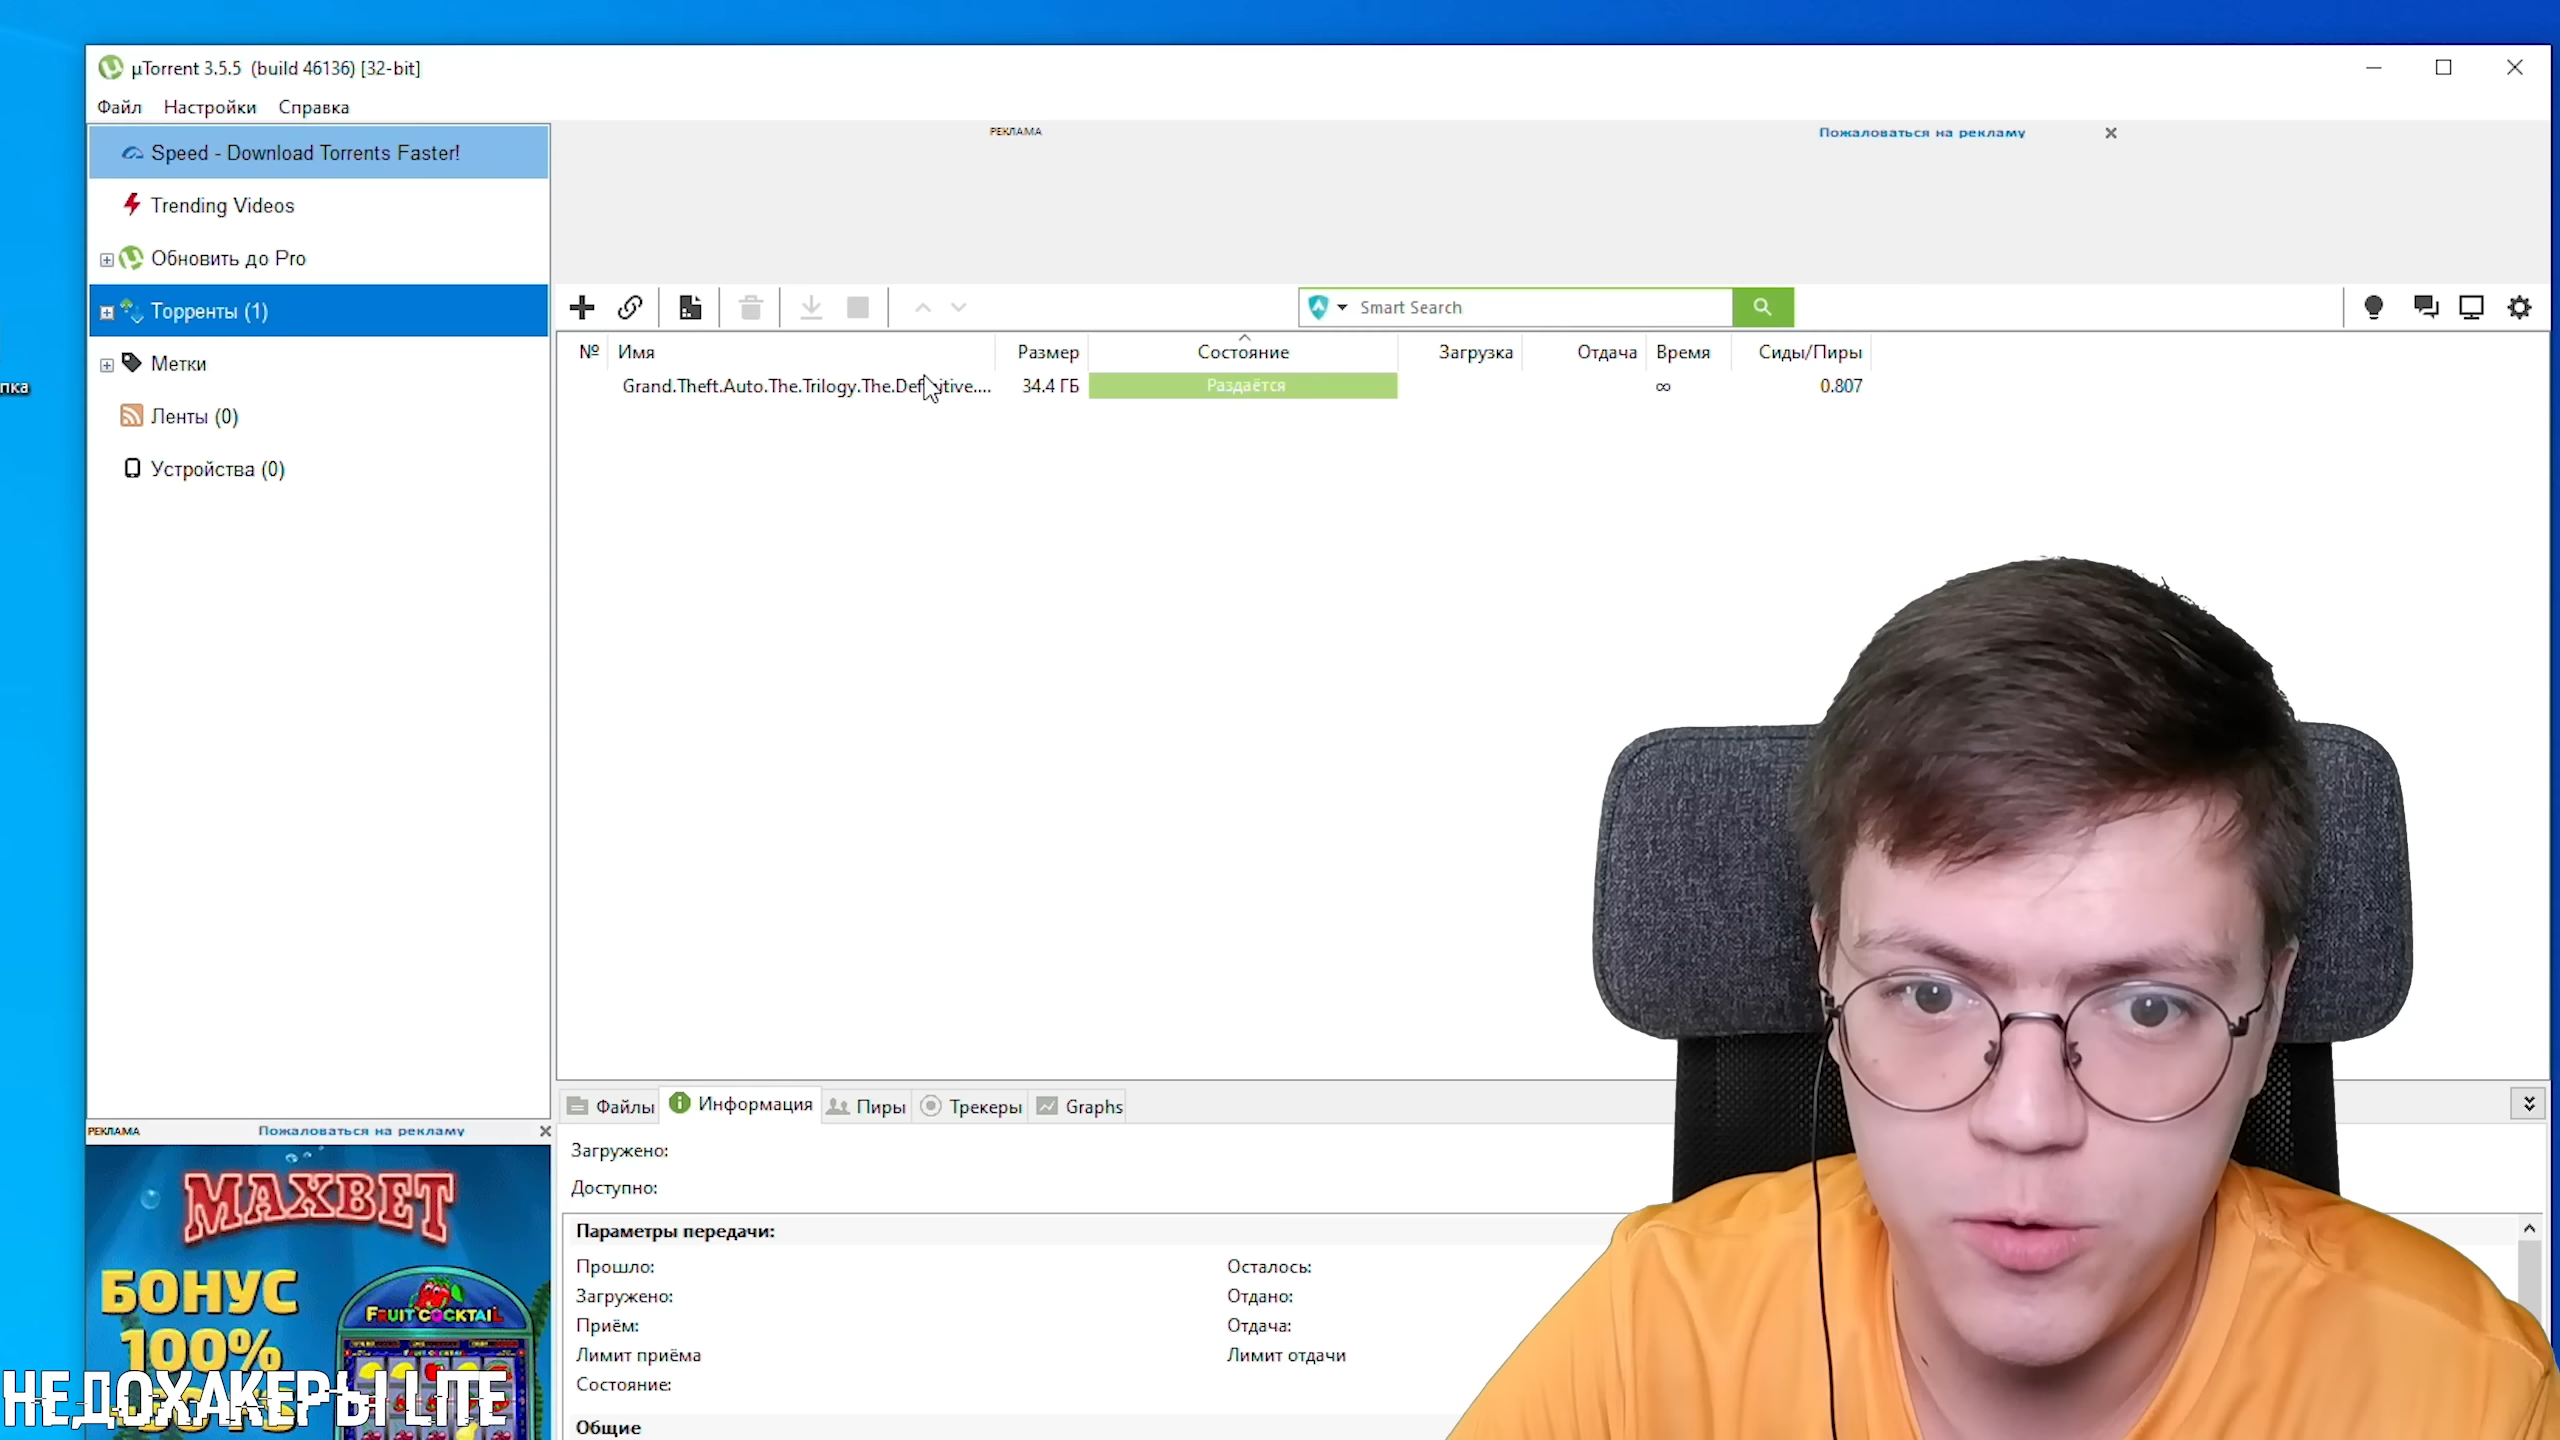 µTorrent 3.5.5 (build 46136) [32-bit]
Файл Настройки Справка
Speed - Download Torrents Faster!
Trending Videos
Обновить до Pro
Торренты (1)
Метки
Ленты (0)
Устройства (0)
пка
РЕКЛАМА Пожаловаться на рекламу
Smart Search
№ Имя Размер Состояние Загрузка Отдача Время Сиды/Пиры
Grand.Theft.Auto.The.Trilogy.The.Definitive.... 34.4 ГБ Раздаётся ∞ 0.807
Файлы Информация Пиры Трекеры Graphs
Загружено:
Доступно:
Параметры передачи:
Прошло: Осталось:
Загружено: Отдано:
Приём: Отдача:
Лимит приёма Лимит отдачи
Состояние:
Общие
РЕКЛАМА Пожаловаться на рекламу
MAXBET
БОНУС
100%
FRUIT COCKTAIL
НЕДОХАКЕРЫ LITE